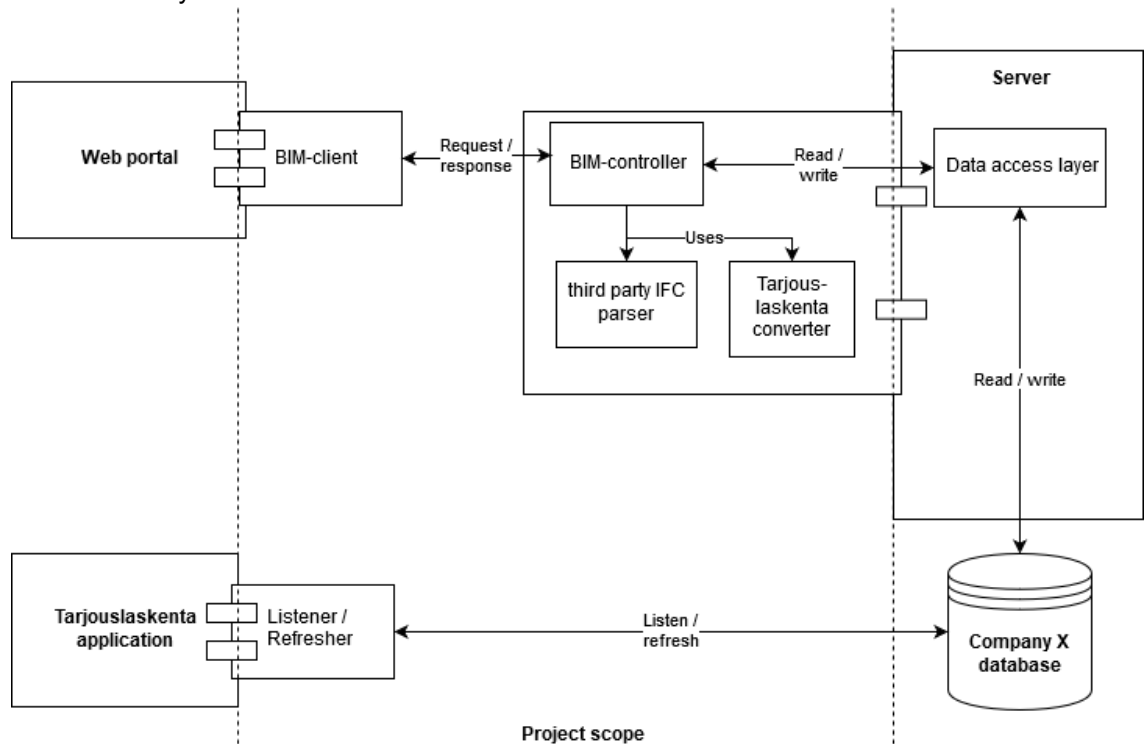 Server
Web portal
BIM-client
Request /
response
BIM-controller
Read /
write
Data access layer
Uses
third party IFC
parser
Tarjous-
laskenta
converter
Read / write
Tarjouslaskenta
application
Listener /
Refresher
Listen /
refresh
Company X
database
Project scope